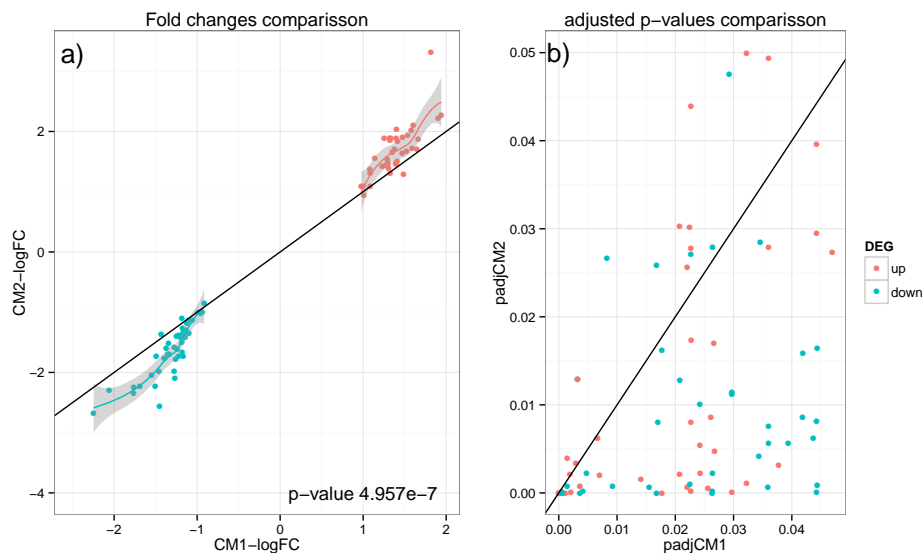 Fold changes comparisson
a)
2
0
−2
−4
CM2−logFC
−2
−1
0
1
2
CM1−logFC
p−value 4.957e−7
adjusted p−values comparisson
b)
0.05
0.04
0.03
0.02
0.01
0.00
padjCM2
0.00
0.01
0.02
0.03
0.04
padjCM1
DEG
up
down